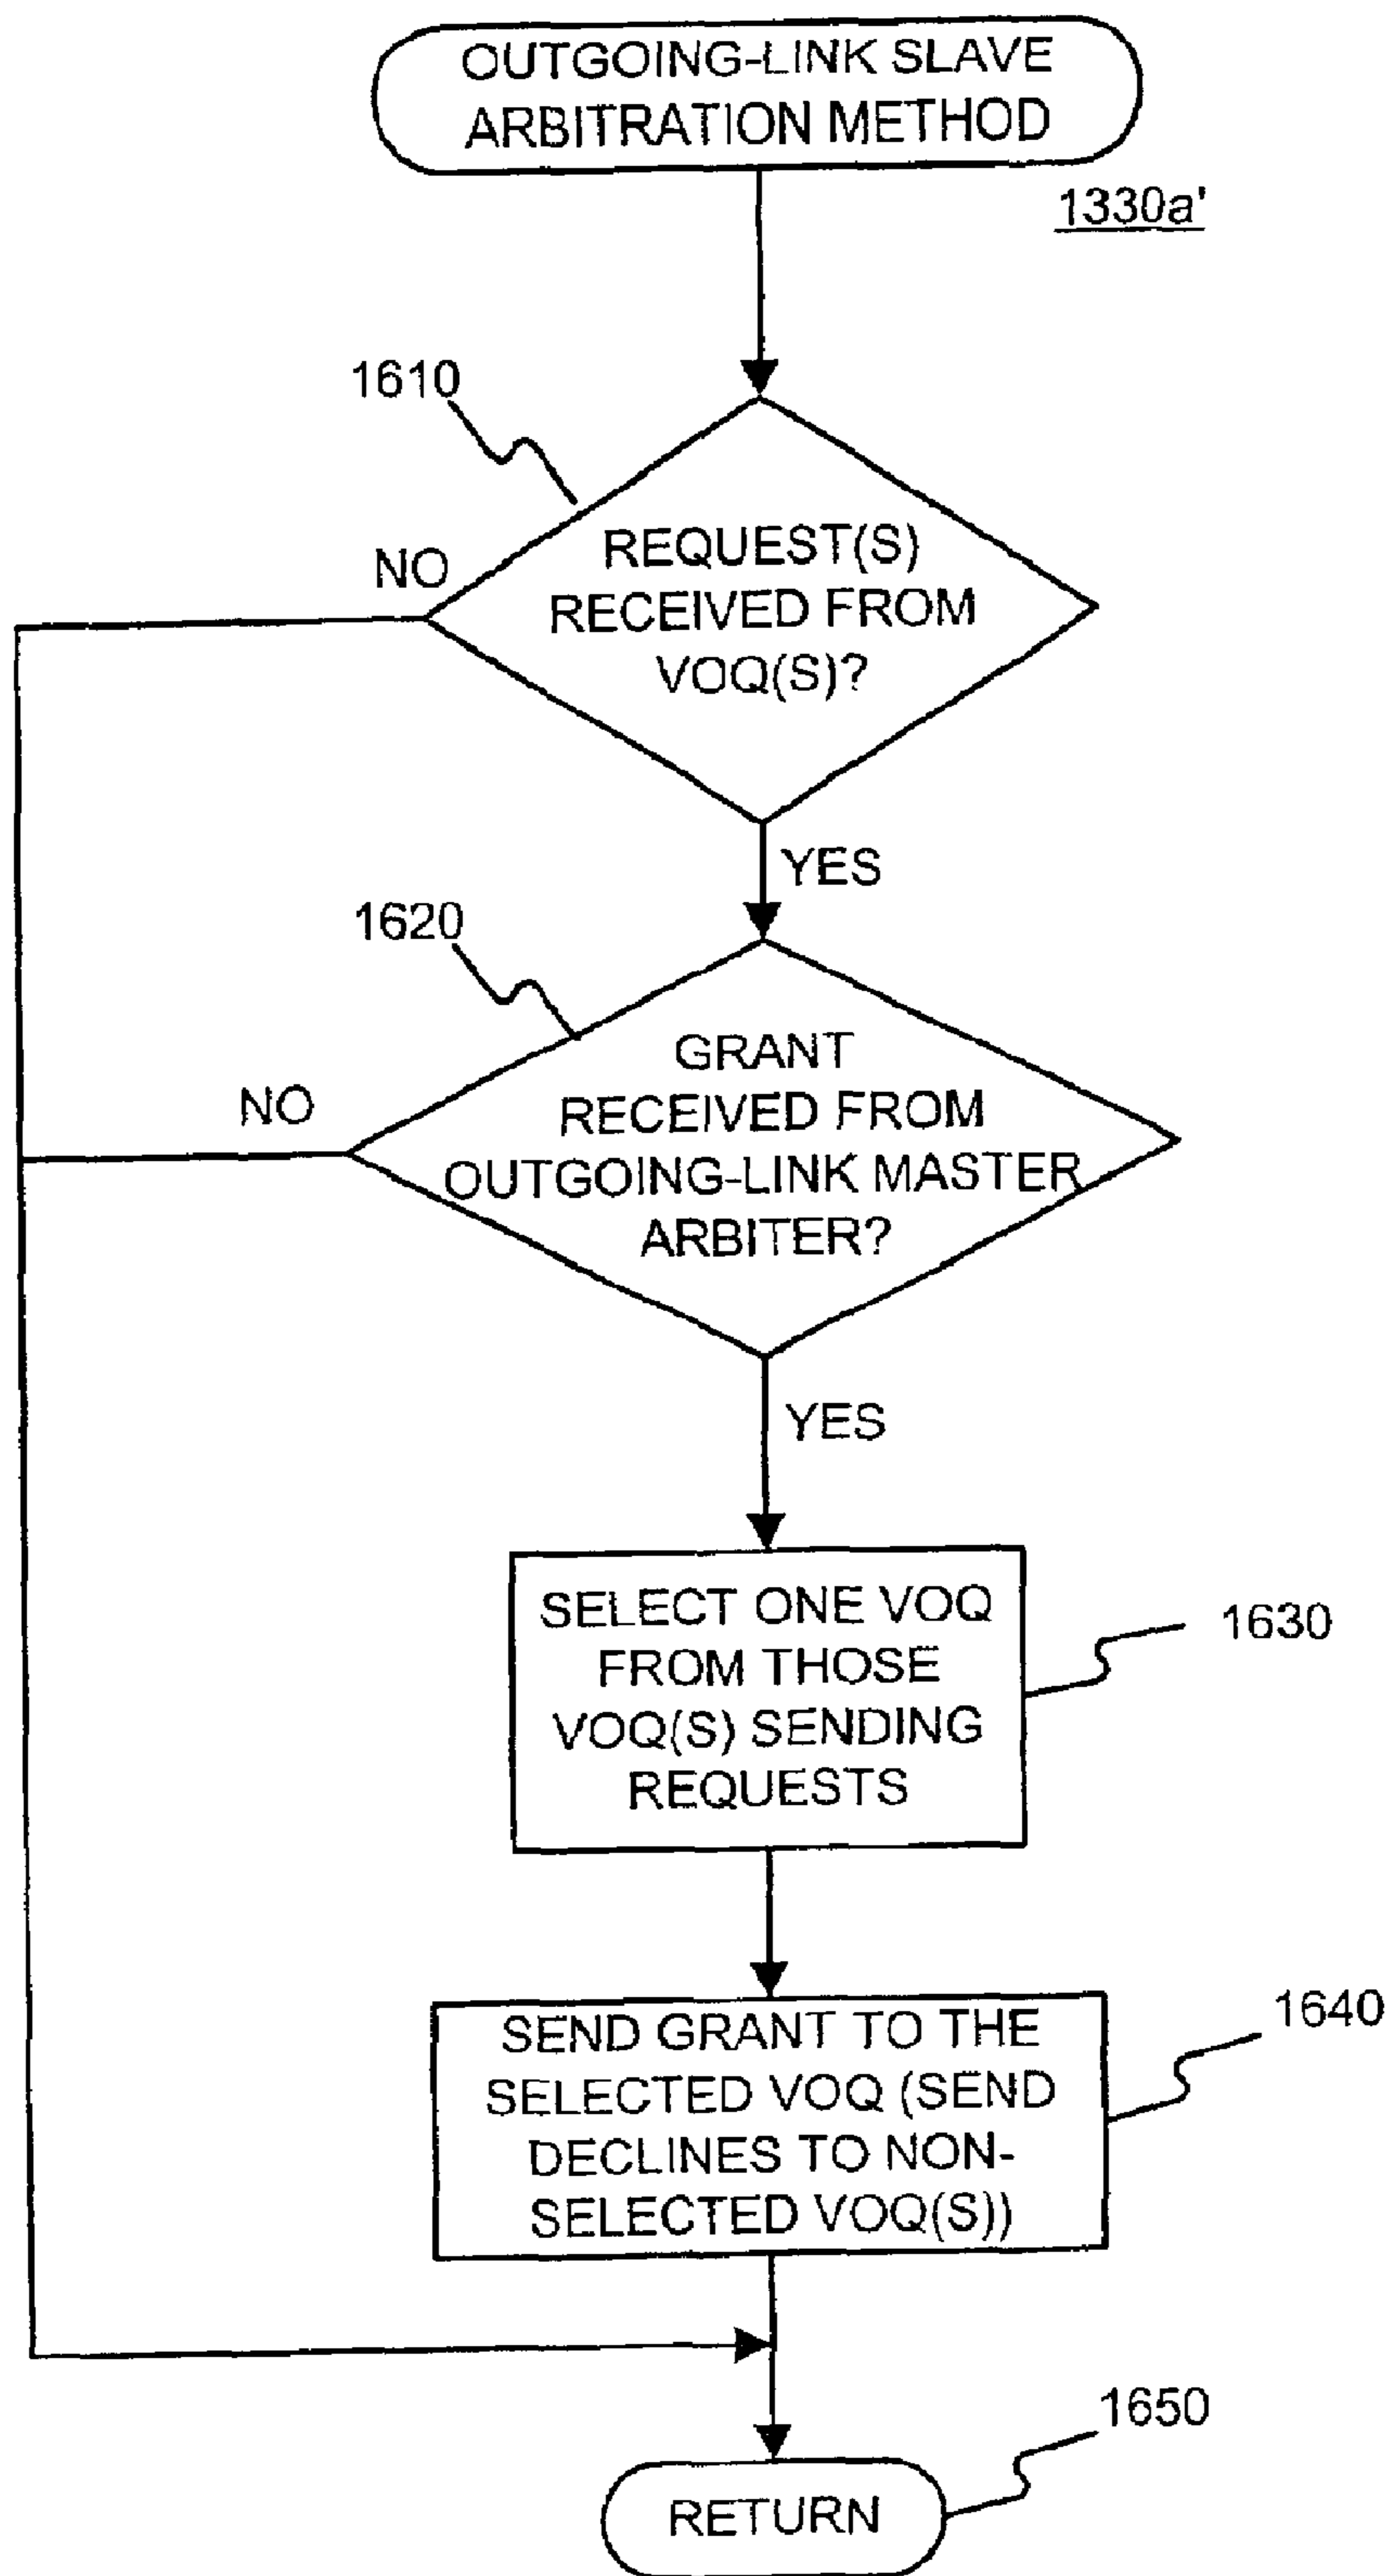 OUTGOING-LINK SLAVE
ARBITRATION METHOD
1330a'
1610
NO
REQUEST(S)
RECEIVED FROM
VOQ(S)?
YES
1620
NO
GRANT
RECEIVED FROM
OUTGOING-LINK MASTER
ARBITER?
YES
SELECT ONE VOQ
FROM THOSE
VOQ(S) SENDING
REQUESTS
1630
SEND GRANT TO THE
SELECTED VOQ (SEND
DECLINES TO NON-
SELECTED VOQ(S))
1640
1650
RETURN